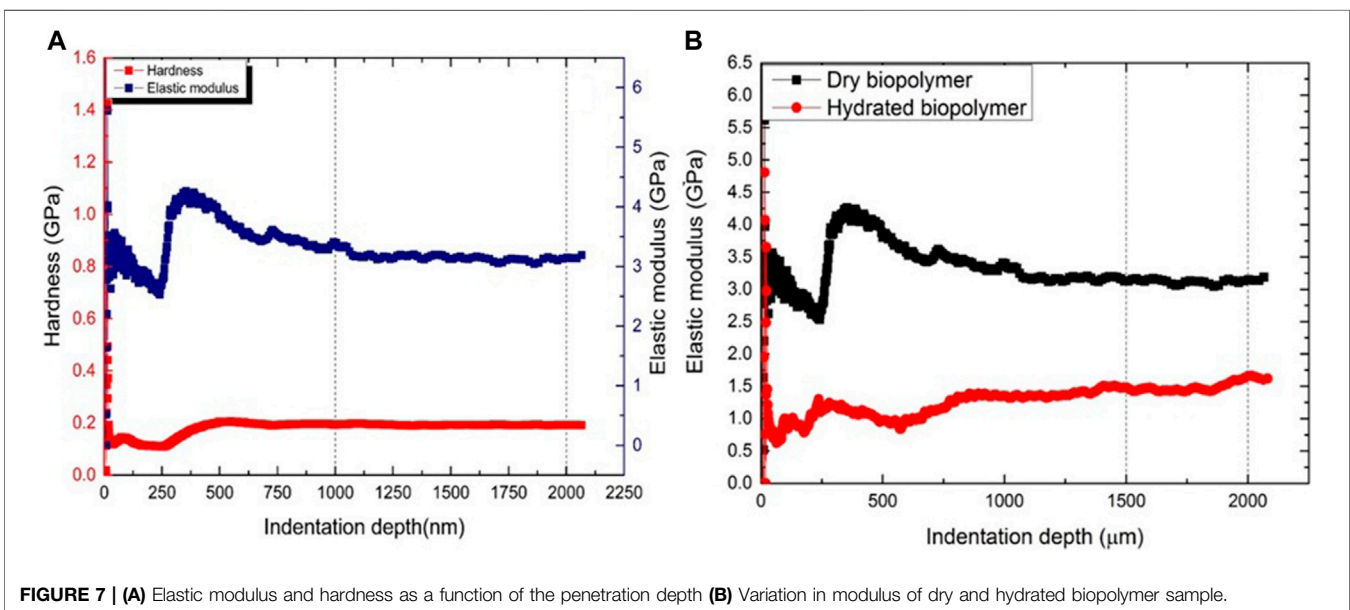 A
1.6
1.4
1.2
1.0
0.8
0.6
0.4
0.2
0.0
Hardness (GPa)
Hardness
Elastic modulus
6
5
4
3
2
1
0
Elastic modulus (GPa)
0 250 500 750 1000 1250 1500 1750 2000 2250
Indentation depth(nm)
B
6.5
6.0
5.5
5.0
4.5
4.0
3.5
3.0
2.5
2.0
1.5
1.0
0.5
0.0
Elastic modulus (GPa)
Dry biopolymer
Hydrated biopolymer
0 500 1000 1500 2000
Indentation depth (μm)
FIGURE 7 | (A) Elastic modulus and hardness as a function of the penetration depth (B) Variation in modulus of dry and hydrated biopolymer sample.